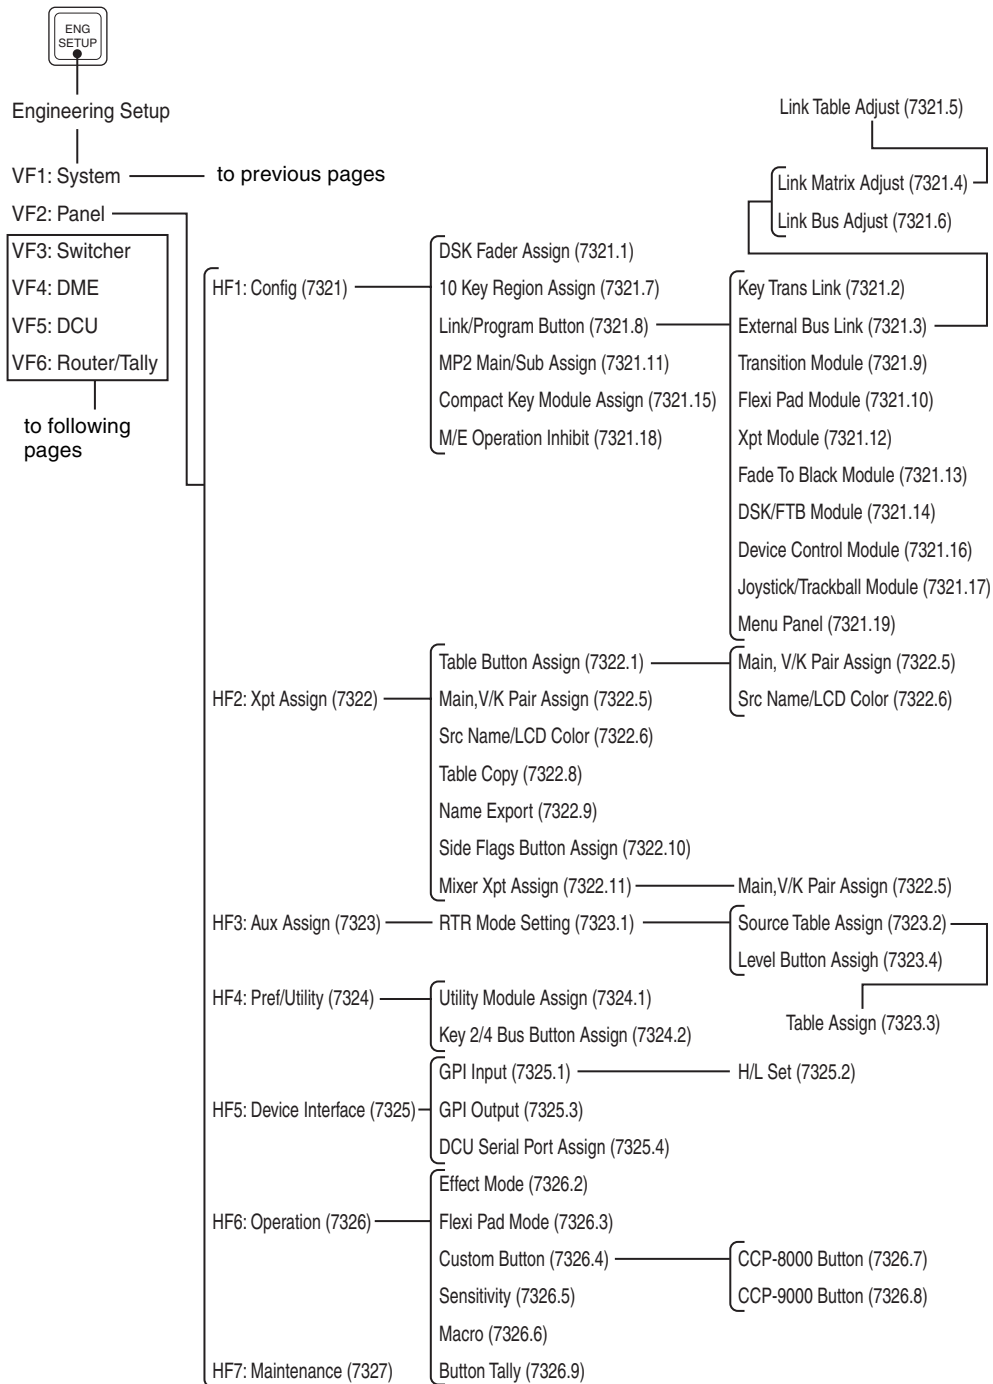 ENG
SETUP
Engineering Setup
Link Table Adjust (7321.5)
VF1: System
to previous pages
Link Matrix Adjust (7321.4)
VF2: Panel
Link Bus Adjust (7321.6)
VF3: Switcher
DSK Fader Assign (7321.1)
VF4: DME
HF1: Config (7321)
10 Key Region Assign (7321.7)
Key Trans Link (7321.2)
VF5: DCU
Link/Program Button (7321.8)
External Bus Link (7321.3)
VF6: Router/Tally
MP2 Main/Sub Assign (7321.11)
Transition Module (7321.9)
to following
pages
Compact Key Module Assign (7321.15)
Flexi Pad Module (7321.10)
M/E Operation Inhibit (7321.18)
Xpt Module (7321.12)
Fade To Black Module (7321.13)
DSK/FTB Module (7321.14)
Device Control Module (7321.16)
Joystick/Trackball Module (7321.17)
Menu Panel (7321.19)
Table Button Assign (7322.1)
Main, V/K Pair Assign (7322.5)
HF2: Xpt Assign (7322)
Main,V/K Pair Assign (7322.5)
Src Name/LCD Color (7322.6)
Src Name/LCD Color (7322.6)
Table Copy (7322.8)
Name Export (7322.9)
Side Flags Button Assign (7322.10)
Mixer Xpt Assign (7322.11)
Main,V/K Pair Assign (7322.5)
HF3: Aux Assign (7323)
RTR Mode Setting (7323.1)
Source Table Assign (7323.2)
Level Button Assigh (7323.4)
HF4: Pref/Utility (7324)
Utility Module Assign (7324.1)
Table Assign (7323.3)
Key 2/4 Bus Button Assign (7324.2)
GPI Input (7325.1)
H/L Set (7325.2)
HF5: Device Interface (7325)
GPI Output (7325.3)
DCU Serial Port Assign (7325.4)
Effect Mode (7326.2)
HF6: Operation (7326)
Flexi Pad Mode (7326.3)
Custom Button (7326.4)
CCP-8000 Button (7326.7)
Sensitivity (7326.5)
CCP-9000 Button (7326.8)
Macro (7326.6)
HF7: Maintenance (7327)
Button Tally (7326.9)